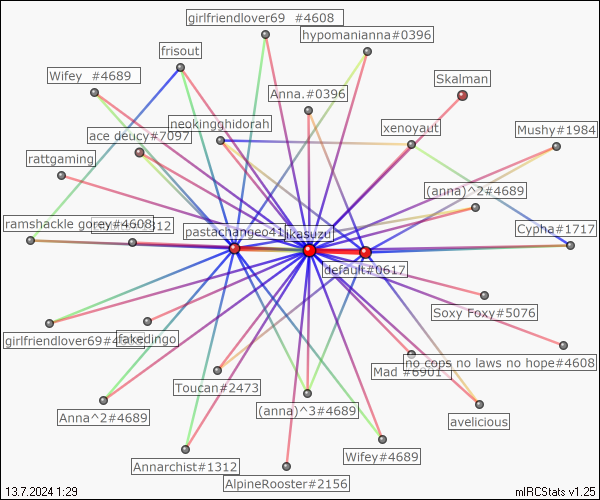 girlfriendlover69 #4608
hypomanianna#0396
frisout
Wifey #4689
Skalman
Anna.#0396
neokingghidorah
xenoyaut
Mushy#1984
ace deucy#7097
rattgaming
(anna)^2#4689
ramshackle gorey#4608
312
pastachangeo41
jkasuzu
Cypha#1717
default#0617
Soxy Foxy#5076
girlfriendlover69#4
fakedingo
no cops no laws no hope#4608
Mad #6901
Toucan#2473
Anna^2#4689
(anna)^3#4689
avelicious
Wifey#4689
Annarchist#1312
AlpineRooster#2156
13.7.2024 1:29
mIRCStats v1.25